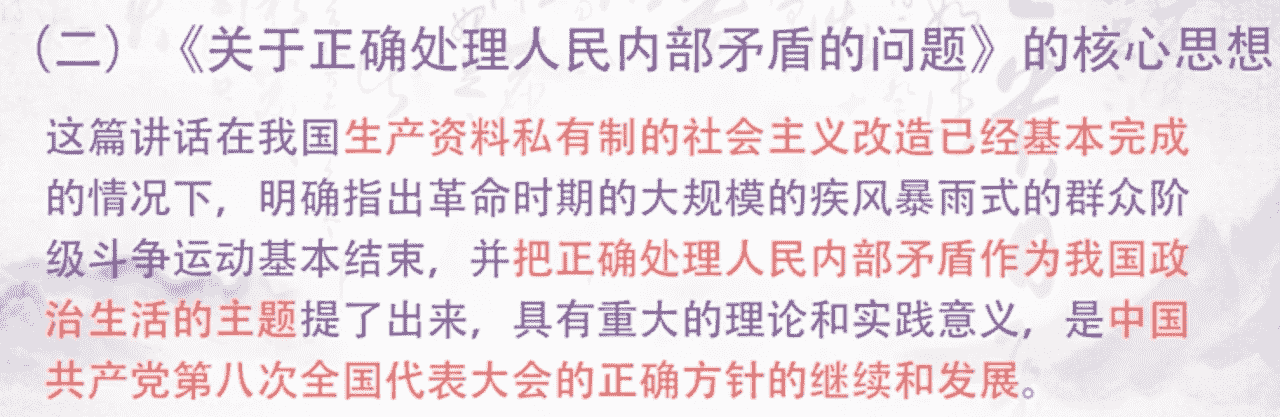 （二）《关于正确处理人民内部矛盾的问题》的核心思想
这篇讲话在我国生产资料私有制的社会主义改造已经基本完成
的情况下，明确指出革命时期的大规模的疾风暴雨式的群众阶
级斗争运动基本结束，并把正确处理人民内部矛盾作为我国政
治生活的主题提了出来，具有重大的理论和实践意义，是中国
共产党第八次全国代表大会的正确方针的继续和发展。